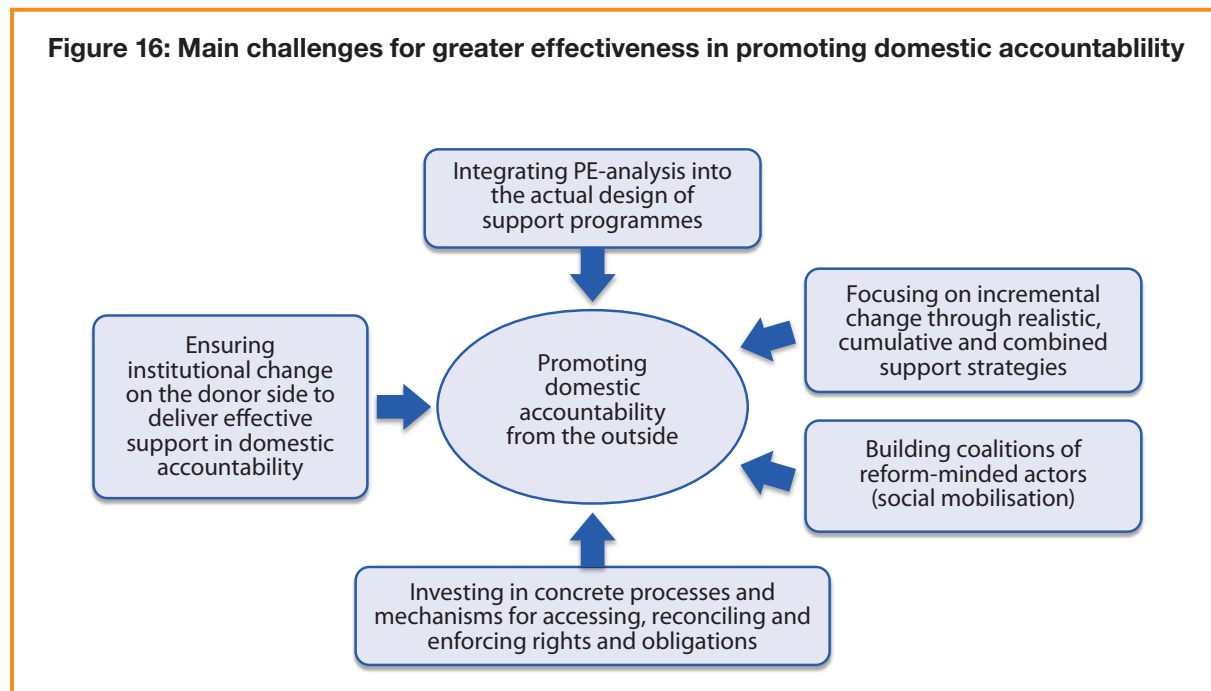 Figure 16: Main challenges for greater effectiveness in promoting domestic accountablility
Integrating PE-analysis into
the actual design of
support programmes
Focusing on incremental
change through realistic,
cumulative and combined
support strategies
Ensuring
institutional change
on the donor side to
deliver effective
support in domestic
accountability
Promoting
domestic
accountability
from the outside
Building coalitions of
reform-minded actors
(social mobilisation)
Investing in concrete processes and
mechanisms for accessing, reconciling and
enforcing rights and obligations